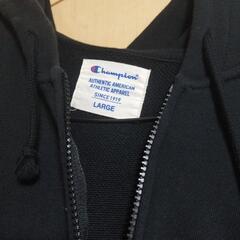 Champion
AUTHENTIC AMERICAN
ATHLETIC APPAREL
SINCE 1919
LARGE